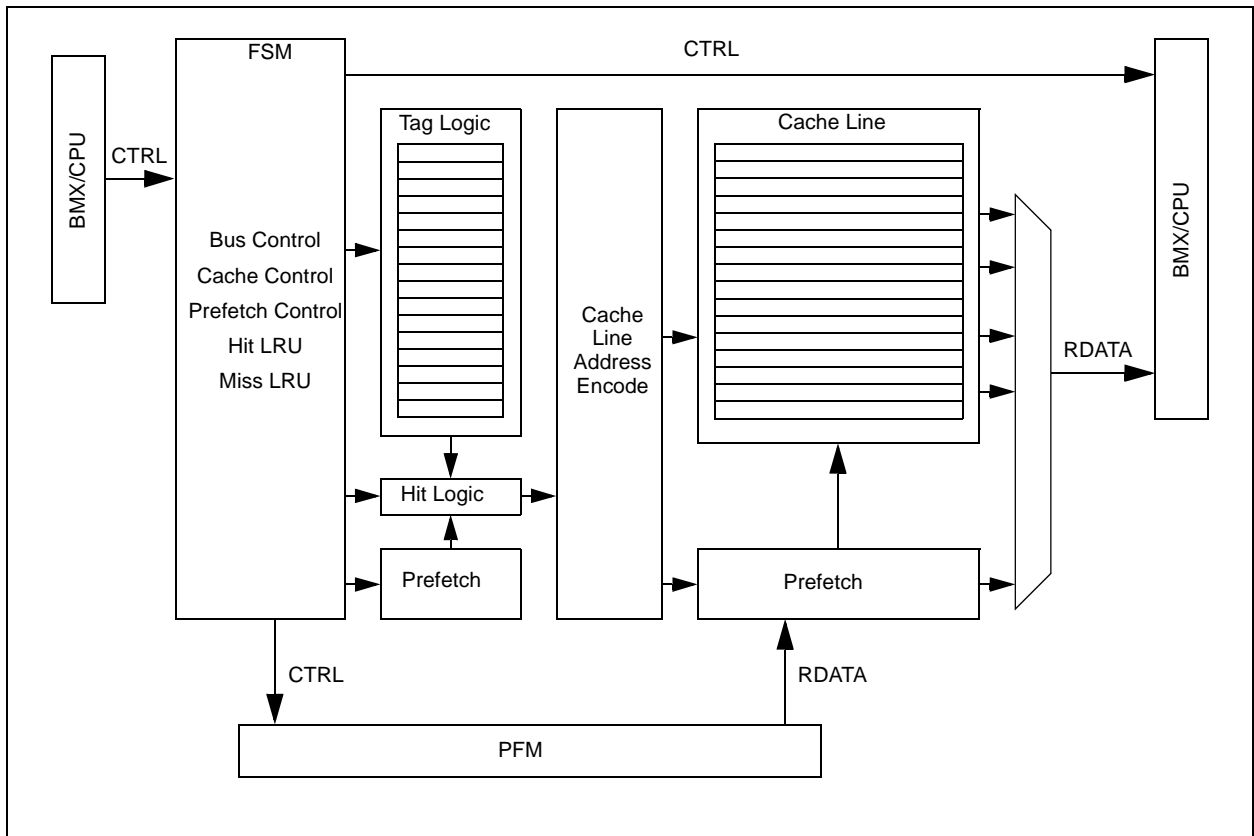 FSM
CTRL
BMX/CPU
CTRL
Tag Logic
Cache Line
BMX/CPU
Bus Control
Cache Control
Prefetch Control
Hit LRU
Miss LRU
Cache
Line
Address
Encode
RDATA
Hit Logic
Prefetch
Prefetch
CTRL
RDATA
PFM